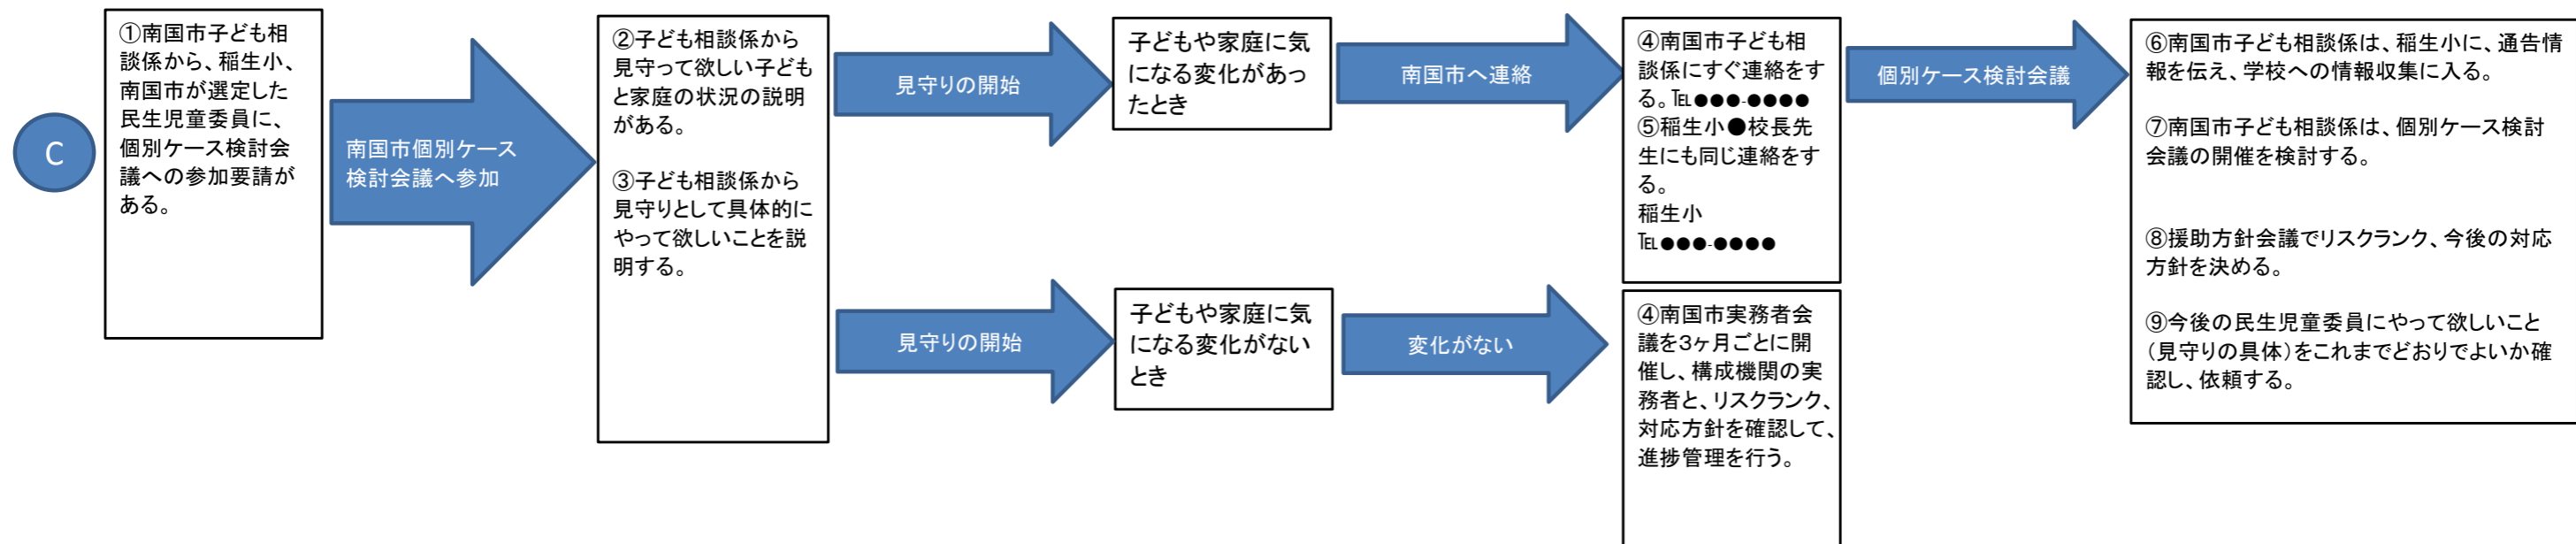 C
①南国市子ども相
談係から、稲生小、
南国市が選定した
民生児童委員に、
個別ケース検討会
議への参加要請が
ある。
南国市個別ケース
検討会議へ参加
②子ども相談係から
見守って欲しい子ども
と家庭の状況の説明
がある。
③子ども相談係から
見守りとして具体的に
やって欲しいことを説
明する。
見守りの開始
子どもや家庭に気
になる変化があっ
たとき
南国市へ連絡
④南国市子ども相
談係にすぐ連絡をす
る。℡●●●-●●●●
⑤稲生小●校長先
生にも同じ連絡をす
る。
稲生小
℡●●●-●●●●
個別ケース検討会議
⑥南国市子ども相談係は、稲生小に、通告情
報を伝え、学校への情報収集に入る。
⑦南国市子ども相談係は、個別ケース検討
会議の開催を検討する。
⑧援助方針会議でリスクランク、今後の対応
方針を決める。
⑨今後の民生児童委員にやって欲しいこと
（見守りの具体）をこれまでどおりでよいか確
認し、依頼する。
見守りの開始
子どもや家庭に気
になる変化がない
とき
変化がない
④南国市実務者会
議を３ヶ月ごとに開
催し、構成機関の実
務者と、リスクランク、
対応方針を確認して、
進捗管理を行う。